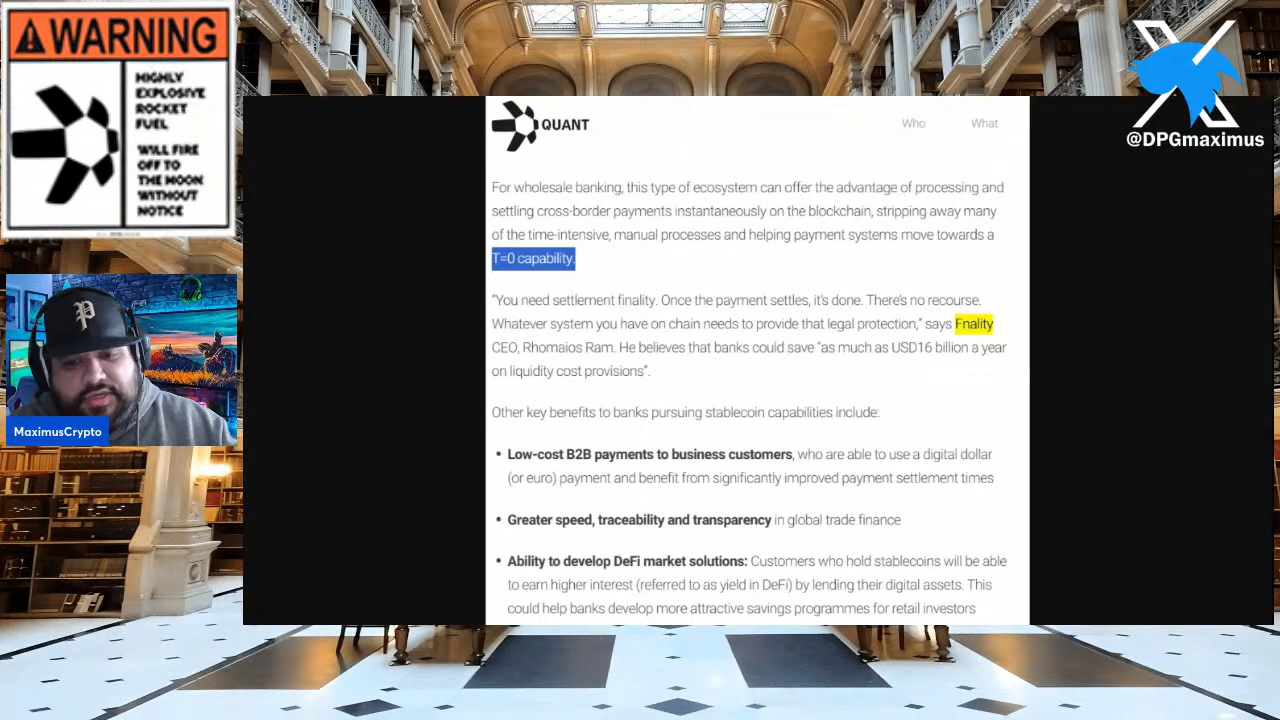 WARNING
HIGHLY
EXPLOSIVE
ROCKET
FUEL
WILL FIRE
OFF TO
THE MOON
WITHOUT
NOTICE
@DPGmaximus
QUANT
Who
What
For wholesale banking, this type of ecosystem can offer the advantage of processing and
settling cross-border payments instantaneously on the blockchain, stripping away many
of the time-intensive, manual processes and helping payment systems move towards a
T=0 capability.
“You need settlement finality. Once the payment settles, it’s done. There’s no recourse.
Whatever system you have on chain needs to provide that legal protection,” says Fnality
CEO, Rhomaios Ram. He believes that banks could save “as much as USD16 billion a year
on liquidity cost provisions”.
Other key benefits to banks pursuing stablecoin capabilities include:
• Low-cost B2B payments to business customers, who are able to use a digital dollar
(or euro) payment and benefit from significantly improved payment settlement times
• Greater speed, traceability and transparency in global trade finance
• Ability to develop DeFi market solutions: Customers who hold stablecoins will be able
to earn higher interest (referred to as yield in DeFi) by lending their digital assets. This
could help banks develop more attractive savings programmes for retail investors
P
MaximusCrypto